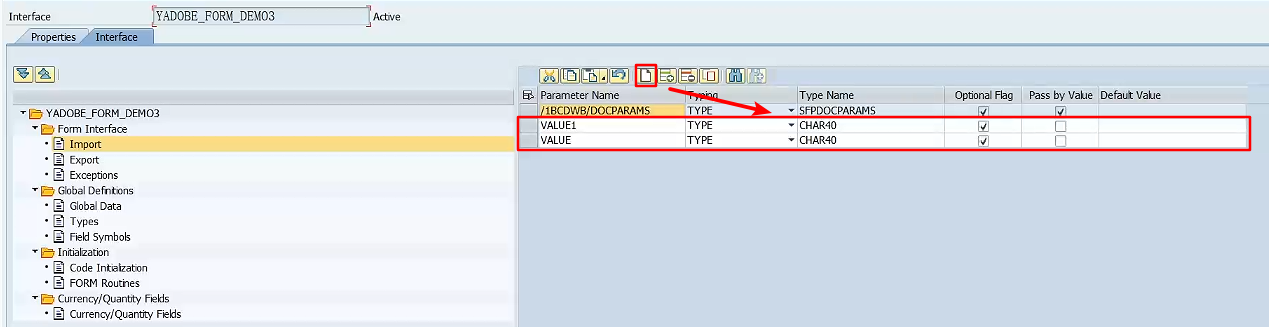 Interface YADOBE_FORM_DEMO3 Active
Properties Interface
YADOBE_FORM_DEMO3
Form Interface
Import
Export
Exceptions
Global Definitions
Global Data
Types
Field Symbols
Initialization
Code Initialization
FORM Routines
Currency/Quantity Fields
Currency/Quantity Fields
Parameter Name Typing Type Name Optional Flag Pass by Value Default Value
/1BCDWB/DOCPARAMS TYPE SFPDOCPARAMS
VALUE1 TYPE CHAR40
VALUE TYPE CHAR40